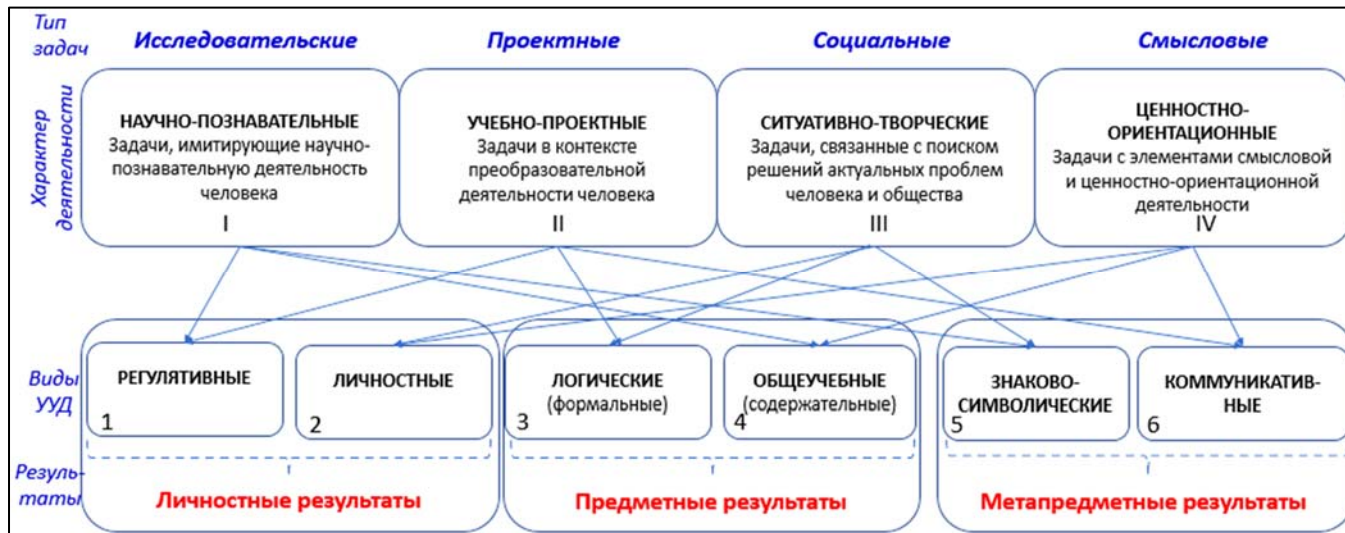 Тип
задач
Исследовательские
Проектные
Социальные
Смысловые
Характер
деятельности
НАУЧНО-ПОЗНАВАТЕЛЬНЫЕ
Задачи, имитирующие научно-
познавательную деятельность
человека
I
УЧЕБНО-ПРОЕКТНЫЕ
Задачи в контексте
преобразовательной
деятельности человека
II
СИТУАТИВНО-ТВОРЧЕСКИЕ
Задачи, связанные с поиском
решений актуальных проблем
человека и общества
III
ЦЕННОСТНО-
ОРИЕНТАЦИОННЫЕ
Задачи с элементами смысловой
и ценностно-ориентационной
деятельности
IV
Виды
УУД
РЕГУЛЯТИВНЫЕ
1
ЛИЧНОСТНЫЕ
2
ЛОГИЧЕСКИЕ
(формальные)
3
ОБЩЕУЧЕБНЫЕ
(содержательные)
4
ЗНАКОВО-
СИМВОЛИЧЕСКИЕ
5
КОММУНИКАТИВ-
НЫЕ
6
Резуль-
таты
Личностные результаты
Предметные результаты
Метапредметные результаты